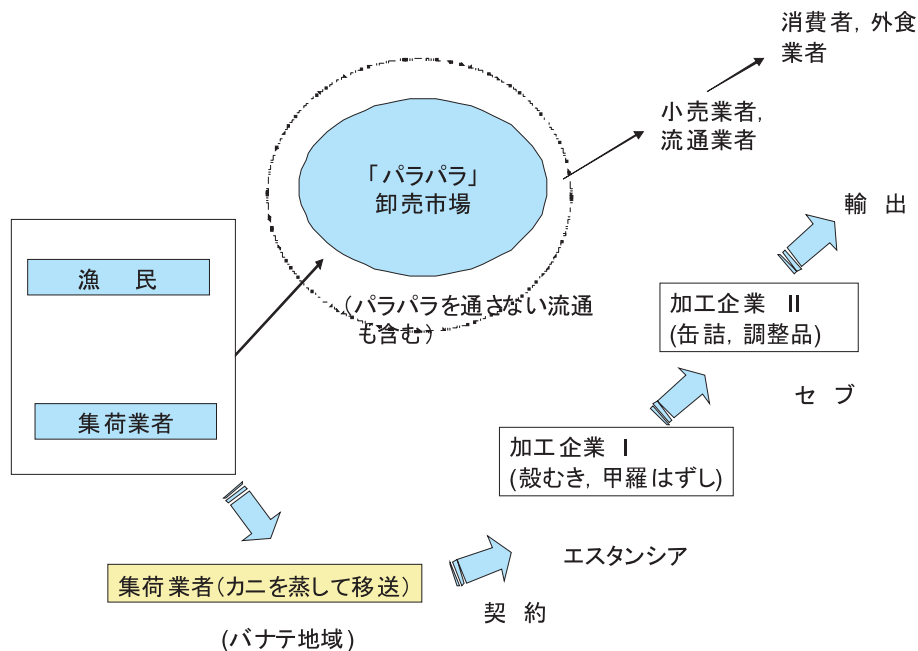 消費者，外食
業者
小売業者，
流通業者
「パラパラ」
卸売市場
輸 出
漁 民
（パラパラを通さない流通
も含む）
加工企業 II
(缶詰，調整品)
セ ブ
集荷業者
加工企業 I
(殻むき，甲羅はずし)
エスタンシア
集荷業者(カニを蒸して移送)
契 約
(バナテ地域)